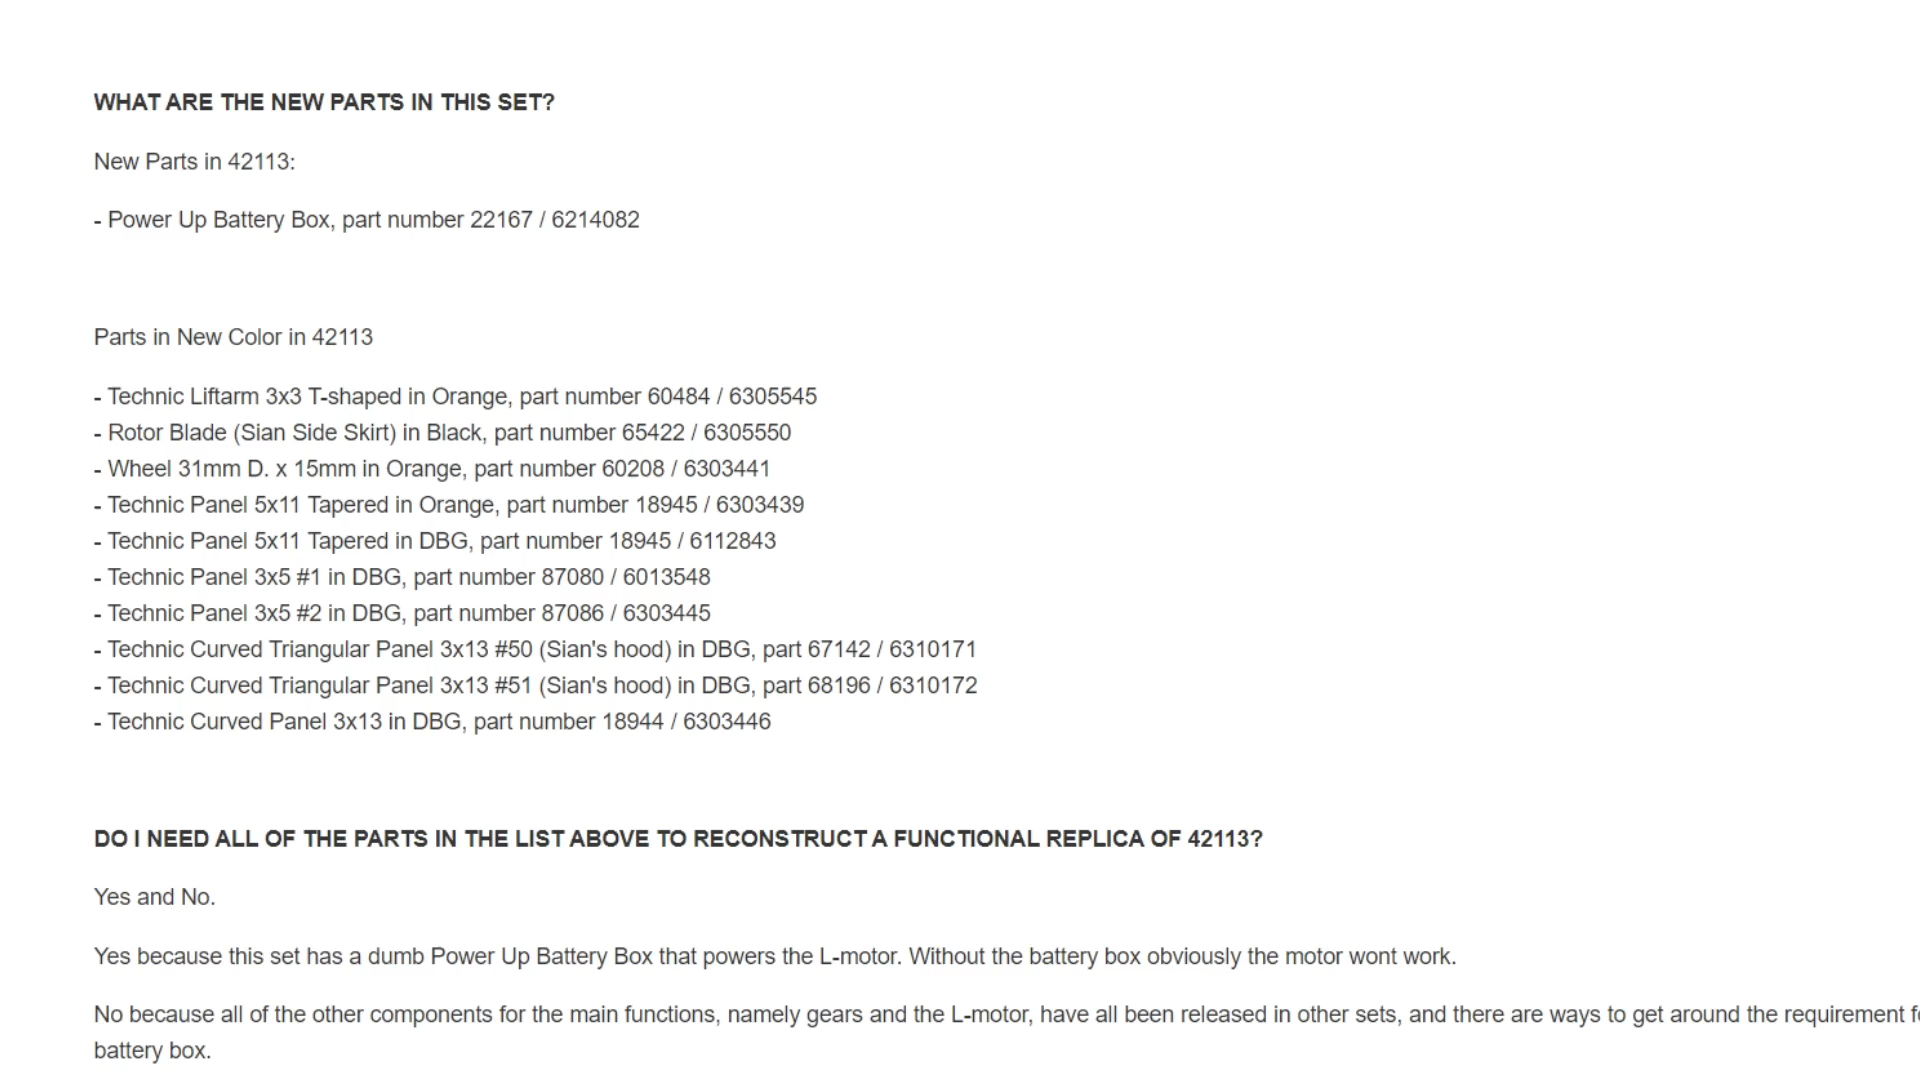 WHAT ARE THE NEW PARTS IN THIS SET?
New Parts in 42113:
- Power Up Battery Box, part number 22167 / 6214082
Parts in New Color in 42113
- Technic Liftarm 3x3 T-shaped in Orange, part number 60484 / 6305545
- Rotor Blade (Sian Side Skirt) in Black, part number 65422 / 6305550
- Wheel 31mm D. x 15mm in Orange, part number 60208 / 6303441
- Technic Panel 5x11 Tapered in Orange, part number 18945 / 6303439
- Technic Panel 5x11 Tapered in DBG, part number 18945 / 6112843
- Technic Panel 3x5 #1 in DBG, part number 87080 / 6013548
- Technic Panel 3x5 #2 in DBG, part number 87086 / 6303445
- Technic Curved Triangular Panel 3x13 #50 (Sian's hood) in DBG, part 67142 / 6310171
- Technic Curved Triangular Panel 3x13 #51 (Sian's hood) in DBG, part 68196 / 6310172
- Technic Curved Panel 3x13 in DBG, part number 18944 / 6303446
DO I NEED ALL OF THE PARTS IN THE LIST ABOVE TO RECONSTRUCT A FUNCTIONAL REPLICA OF 42113?
Yes and No.
Yes because this set has a dumb Power Up Battery Box that powers the L-motor. Without the battery box obviously the motor wont work.
No because all of the other components for the main functions, namely gears and the L-motor, have all been released in other sets, and there are ways to get around the requirement
battery box.